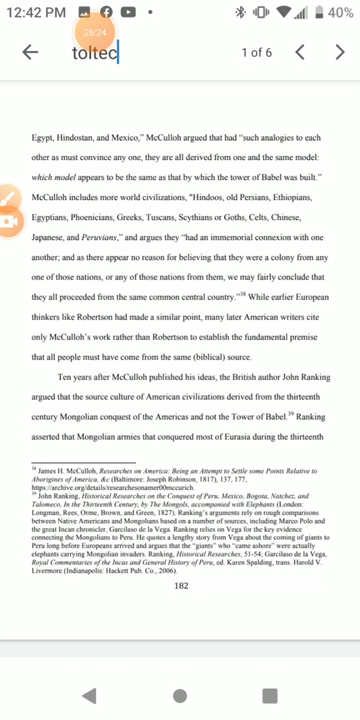 12:42 PM
40%
26:24
toltec
1 of 6
Egypt, Hindostan, and Mexico,” McCulloh argued that had “such analogies to each
other as must convince any one, they are all derived from one and the same model:
which model appears to be the same as that by which the tower of Babel was built.”
McCulloh includes more world civilizations, "Hindoos, old Persians, Ethiopians,
Egyptians, Phoenicians, Greeks, Tuscans, Scythians or Goths, Celts, Chinese,
Japanese, and Peruvians,” and argues they “had an immemorial connexion with one
another; and as there appear no reason for believing that they were a colony from any
one of those nations, or any of those nations from them, we may fairly conclude that
they all proceeded from the same common central country.”38 While earlier European
thinkers like Robertson had made a similar point, many later American writers cite
only McCulloh’s work rather than Robertson to establish the fundamental premise
that all people must have come from the same (biblical) source.
Ten years after McCulloh published his ideas, the British author John Ranking
argued that the source culture of American civilizations derived from the thirteenth
century Mongolian conquest of the Americas and not the Tower of Babel.39 Ranking
asserted that Mongolian armies that conquered most of Eurasia during the thirteenth
38 James H. McCulloh, Researches on America: Being an Attempt to Settle some Points Relative to
Aborigines of America, &c (Baltimore: Joseph Robinson, 1817), 137, 177,
https://archive.org/details/researchesonamer00mccurich.
39 John Ranking, Historical Researches on the Conquest of Peru, Mexico, Bogota, Natchez, and
Talomeco, In the Thirteenth Century, by The Mongols, accompanied with Elephants (London:
Longman, Rees, Orne, Brown, and Green, 1827). Ranking’s arguments rely on rough comparisons
between Native Americans and Mongolians based on a number of sources, including Marco Polo and
the great Incan chronicler, Garcilaso de la Vega. Ranking relies on Vega for the key evidence
connecting the Mongolians to Peru. He quotes a lengthy story from Vega about the coming of giants to
Peru long before Europeans arrived and argues that the “giants” who “came ashore” were actually
elephants carrying Mongolian invaders. Ranking, Historical Researches, 51-54; Garcilaso de la Vega,
Royal Commentaries of the Incas and General History of Peru, ed. Karen Spalding, trans. Harold V.
Livermore (Indianapolis: Hackett Pub. Co., 2006).
182